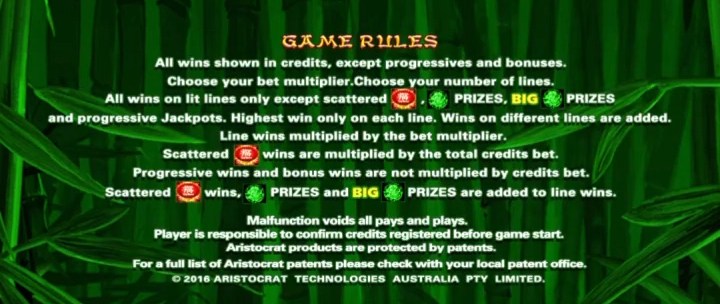 GAME RULES
All wins shown in credits, except progressives and bonuses.
Choose your bet multiplier.Choose your number of lines.
All wins on lit lines only except scattered , PRIZES, BIG PRIZES
and progressive Jackpots. Highest win only on each line. Wins on different lines are added.
Line wins multiplied by the bet multiplier.
Scattered wins are multiplied by the total credits bet.
Progressive wins and bonus wins are not multiplied by credits bet.
Scattered wins, PRIZES and BIG PRIZES are added to line wins.
Malfunction voids all pays and plays.
Player is responsible to confirm credits registered before game start.
Aristocrat products are protected by patents.
For a full list of Aristocrat patents please check with your local patent office.
© 2016 ARISTOCRAT TECHNOLOGIES AUSTRALIA PTY LIMITED.